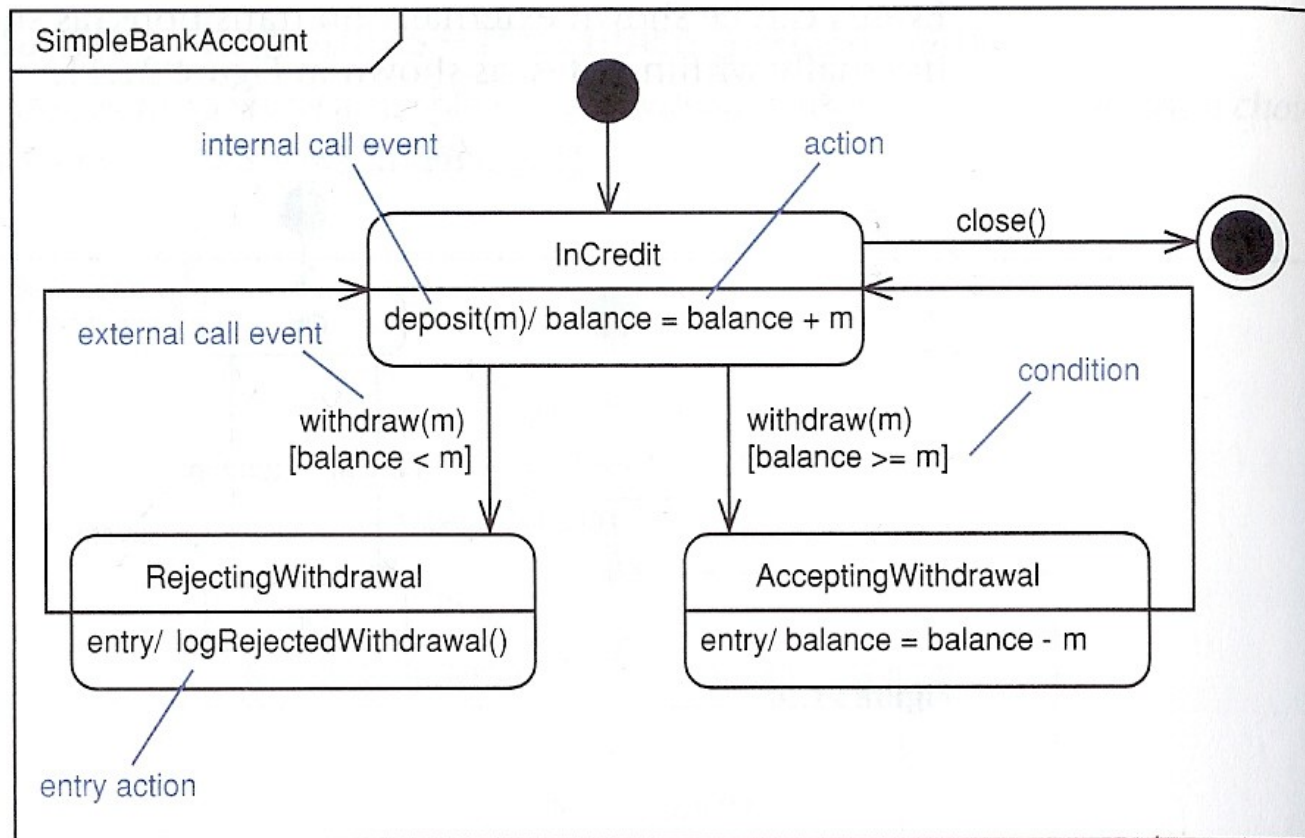 SimpleBankAccount
internal call event
action
close()
InCredit
deposit(m)/ balance = balance + m
external call event
condition
withdraw(m)
[balance < m]
withdraw(m)
[balance >= m]
RejectingWithdrawal
entry/ logRejectedWithdrawal()
AcceptingWithdrawal
entry/ balance = balance - m
entry action